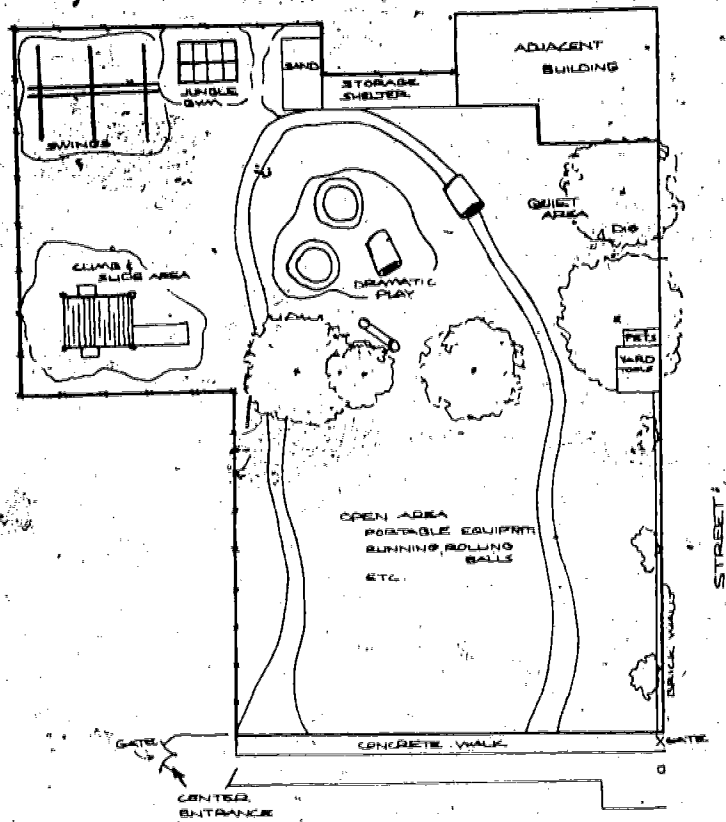 ADJACENT
BUILDING
SAND
STORAGE
SHELTER
JUNGLE
GYM
SWINGS
QUIET
AREA
DIG
CLIMB &
SLIDE AREA
DRAMATIC
PLAY
PETS
YARD
TOOLS
OPEN AREA
PORTABLE EQUIPMT
RUNNING, ROLLING
BALLS
ETC.
STREET
BRICK WALL
GATE
CONCRETE WALK
GATE
CENTER
ENTRANCE